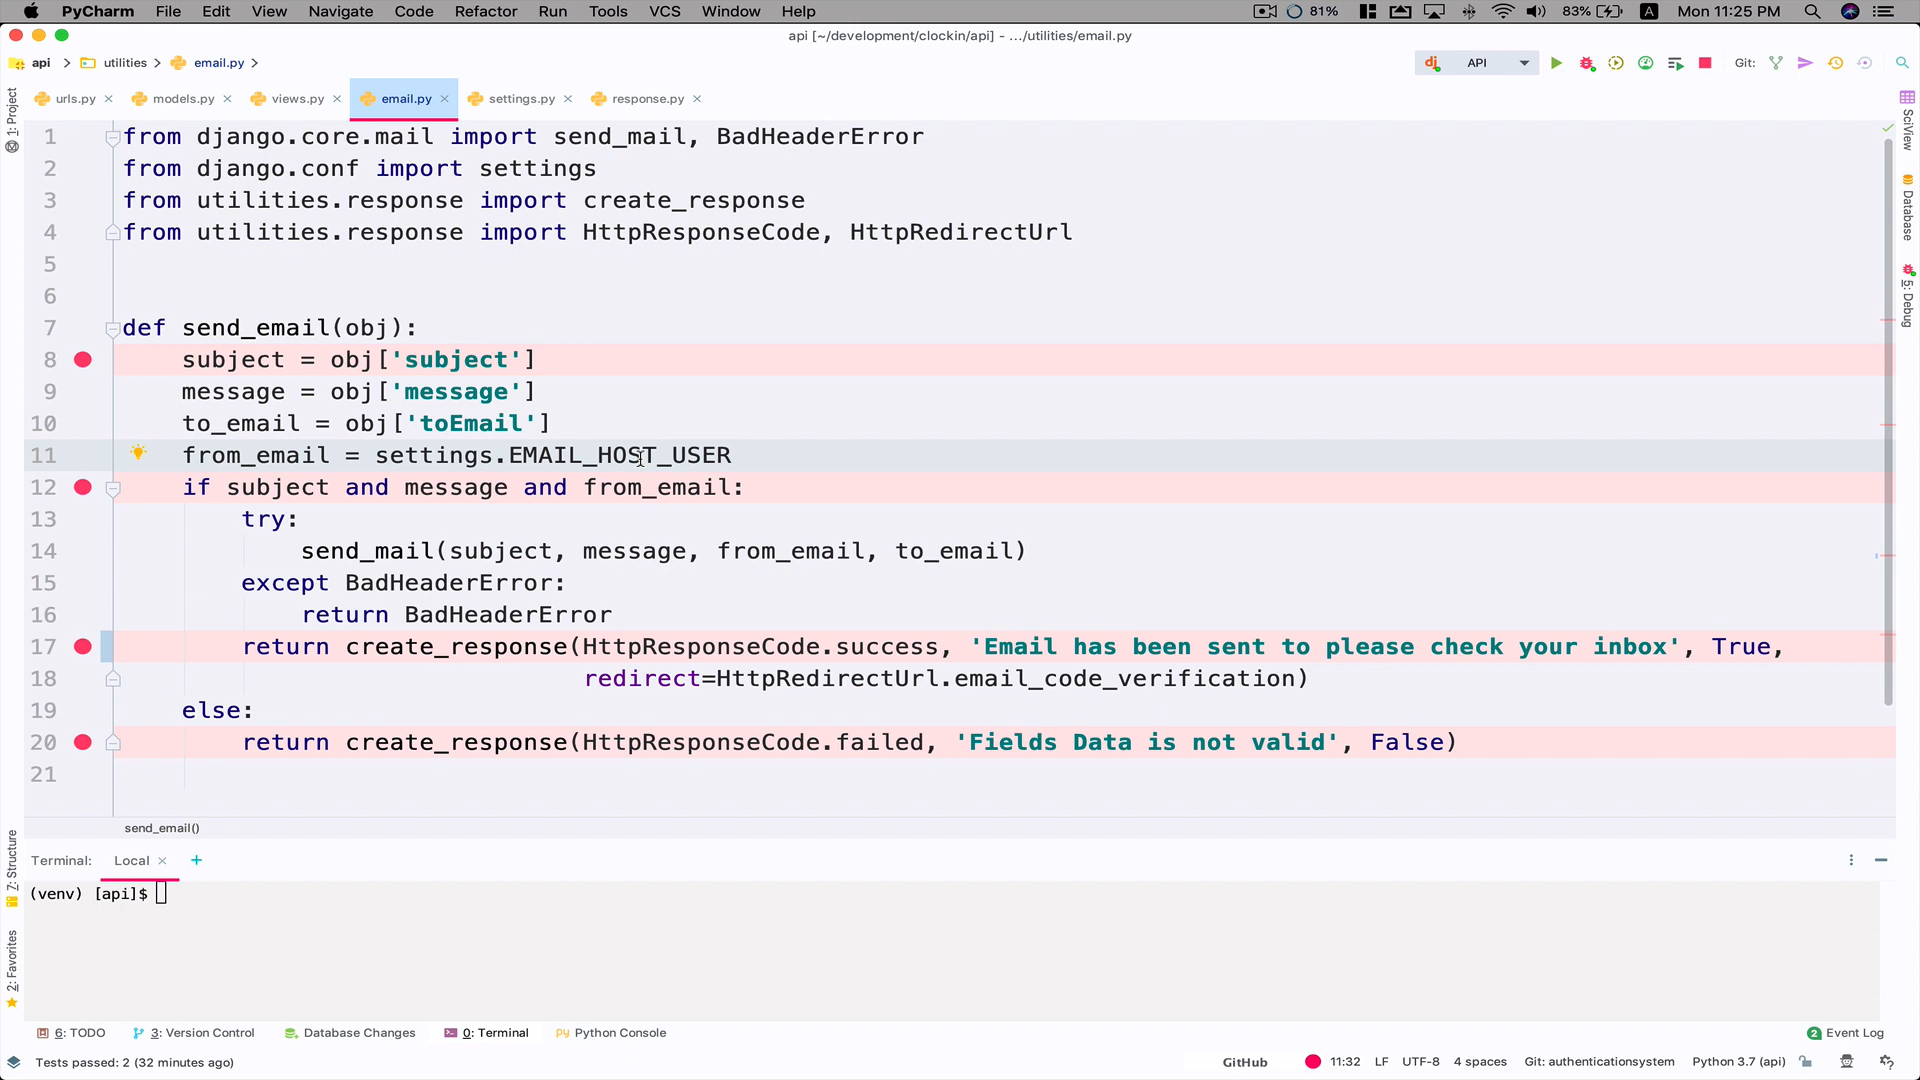 PyCharm File Edit View Navigate Code Refactor Run Tools VCS Window Help 81% 83% A Mon 11:25 PM
api [~/development/clockin/api] - .../utilities/email.py
api utilities email.py dj API Git:
urls.py models.py views.py email.py settings.py response.py
1: Project
SciView
Database
5: Debug
1 from django.core.mail import send_mail, BadHeaderError
2 from django.conf import settings
3 from utilities.response import create_response
4 from utilities.response import HttpResponseCode, HttpRedirectUrl
5
6
7 def send_email(obj):
8 subject = obj['subject']
9 message = obj['message']
10 to_email = obj['toEmail']
11 from_email = settings.EMAIL_HOST_USER
12 if subject and message and from_email:
13 try:
14 send_mail(subject, message, from_email, to_email)
15 except BadHeaderError:
16 return BadHeaderError
17 return create_response(HttpResponseCode.success, 'Email has been sent to please check your inbox', True,
18 redirect=HttpRedirectUrl.email_code_verification)
19 else:
20 return create_response(HttpResponseCode.failed, 'Fields Data is not valid', False)
21
send_email()
7: Structure
2: Favorites
Terminal: Local +
(venv) [api]$
6: TODO 3: Version Control Database Changes 0: Terminal Python Console 2 Event Log
Tests passed: 2 (32 minutes ago) GitHub 11:32 LF UTF-8 4 spaces Git: authenticationsystem Python 3.7 (api)